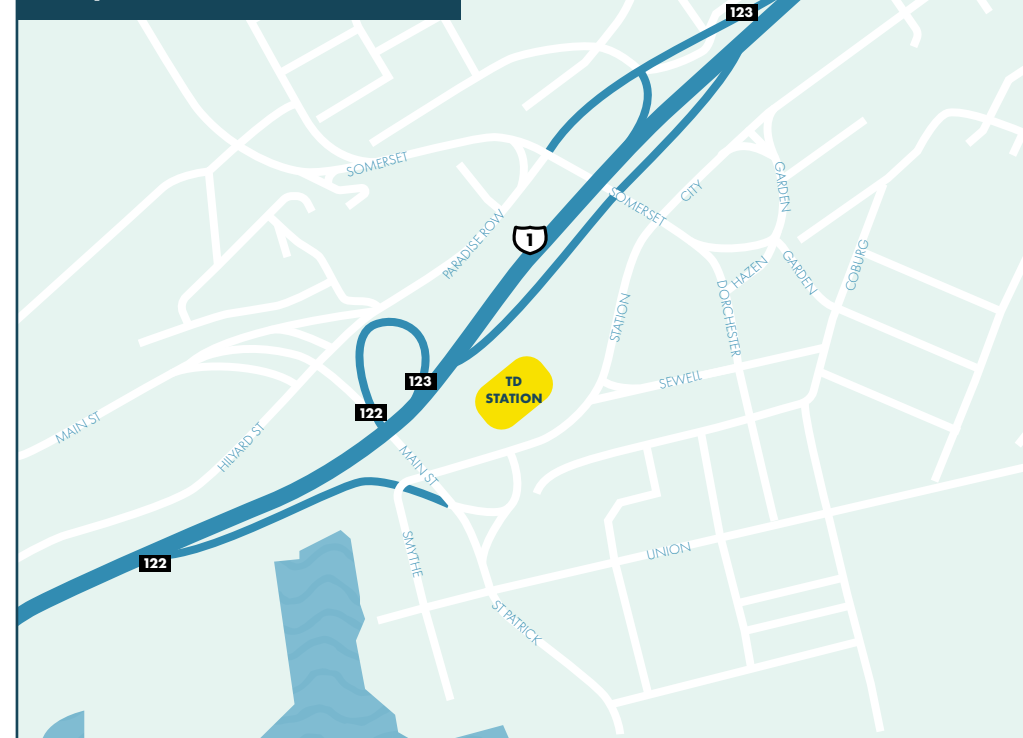 123
SOMERSET
GARDEN
CITY
SOMERSET
PARADISE ROW
1
COBURG
GARDEN
HAZEN
DORCHESTER
STATION
123
TD
STATION
SEWELL
122
MAIN ST
HILYARD ST
MAIN ST
SMYTHE
UNION
122
ST PATRICK